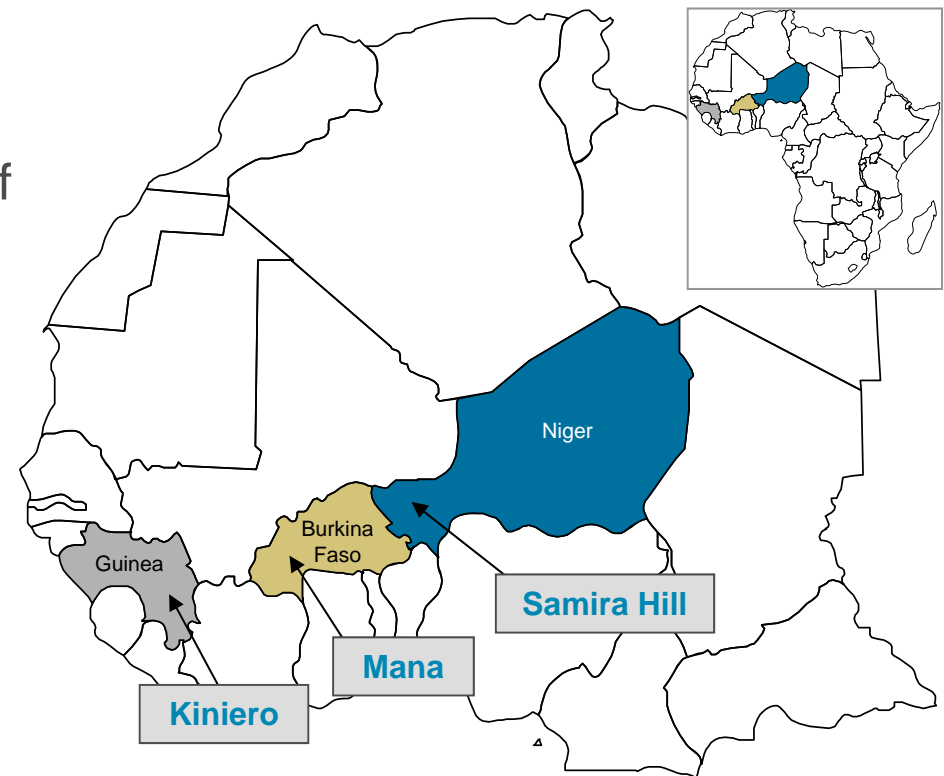 f
Niger
Burkina
Faso
Guinea
Samira Hill
Mana
Kiniero